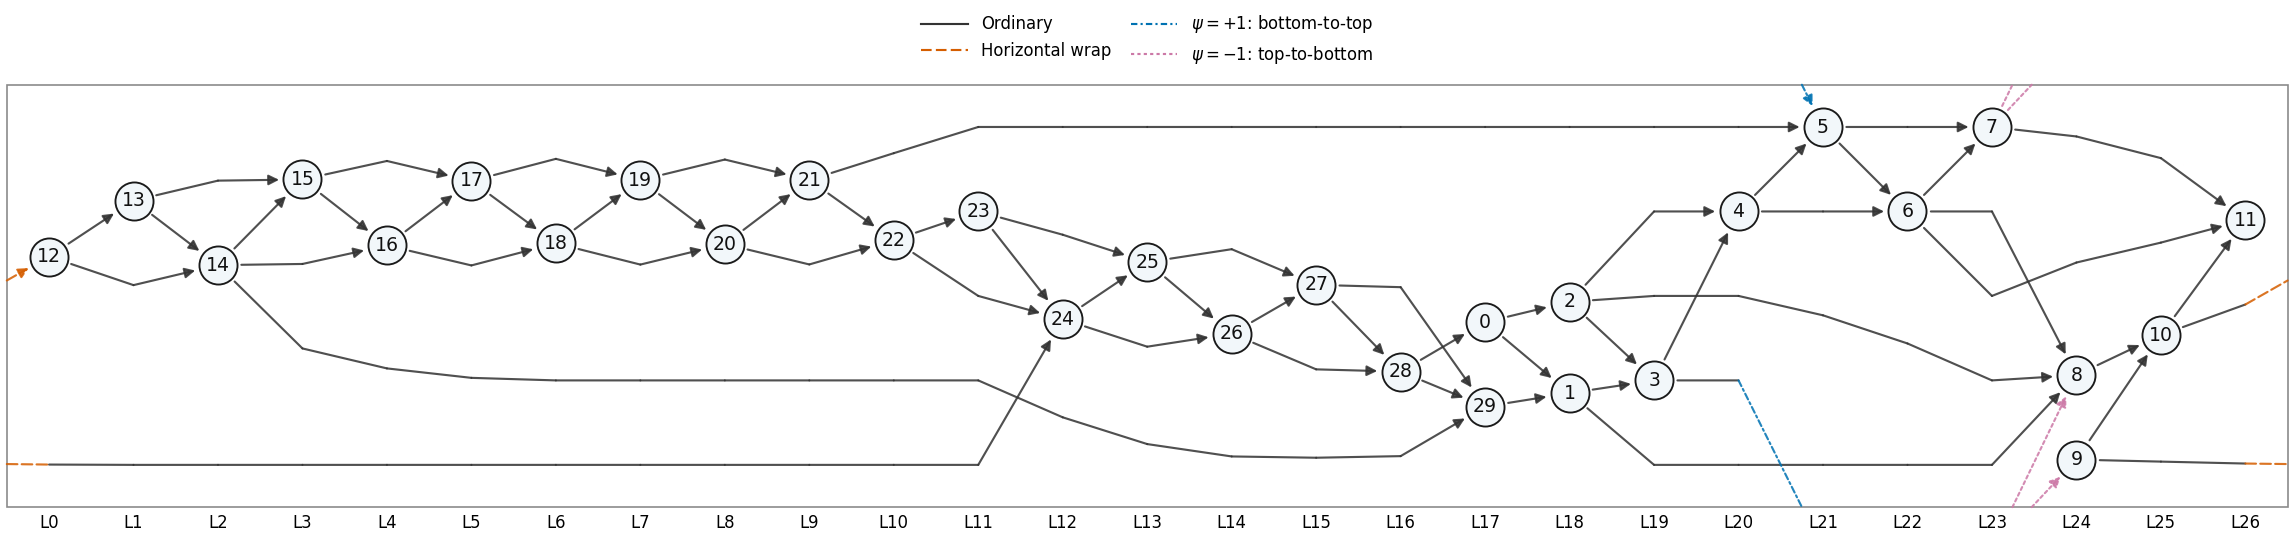 Ordinary
Horizontal wrap
ψ = +1: bottom-to-top
ψ = −1: top-to-bottom
5 7
15 17 19 21
13 23 4 6 11
12 14 16 18 20 22 25
27 2
24 26 0 10
28 3 8
29 1
9
L0 L1 L2 L3 L4 L5 L6 L7 L8 L9 L10 L11 L12 L13 L14 L15 L16 L17 L18 L19 L20 L21 L22 L23 L24 L25 L26